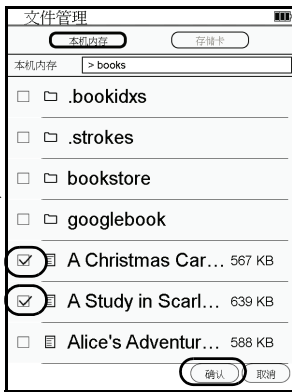 文件管理
本机内存 存储卡
本机内存 > books
.bookidxs
.strokes
bookstore
googlebook
A Christmas Car... 567 KB
A Study in Scarl... 639 KB
Alice's Adventur... 588 KB
确认 取消